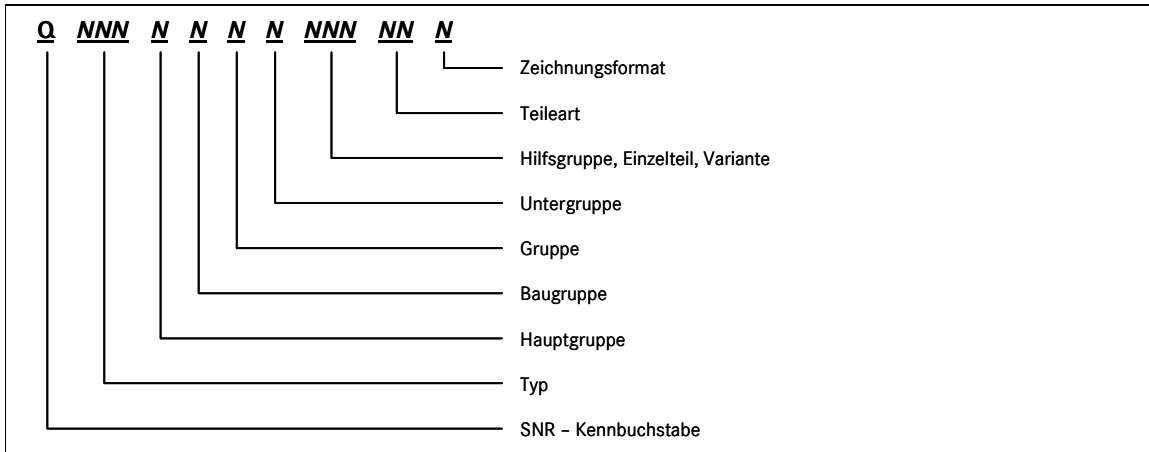 Q NNN N N N N NNN NN N
Zeichnungsformat
Teileart
Hilfsgruppe, Einzelteil, Variante
Untergruppe
Gruppe
Baugruppe
Hauptgruppe
Typ
SNR – Kennbuchstabe